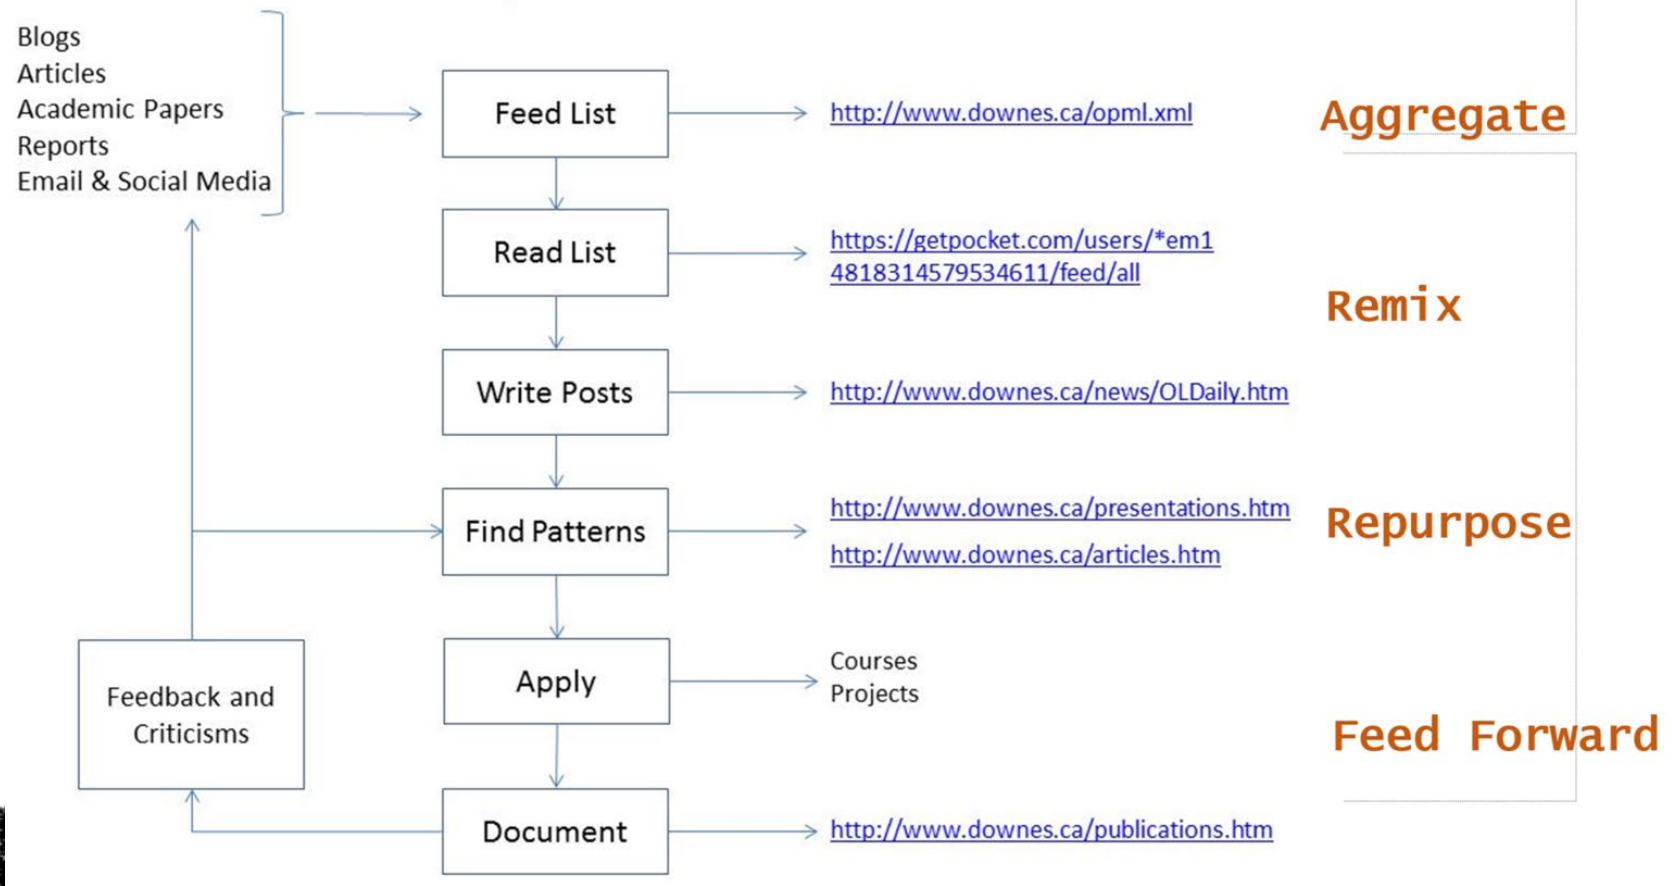 Blogs
Articles
Academic Papers
Reports
Email & Social Media
Feed List
http://www.downes.ca/opml.xml
Aggregate
Read List
https://getpocket.com/users/*em1
4818314579534611/feed/all
Remix
Write Posts
http://www.downes.ca/news/OLDaily.htm
Find Patterns
http://www.downes.ca/presentations.htm
http://www.downes.ca/articles.htm
Repurpose
Apply
Courses
Projects
Feedback and
Criticisms
Feed Forward
Document
http://www.downes.ca/publications.htm